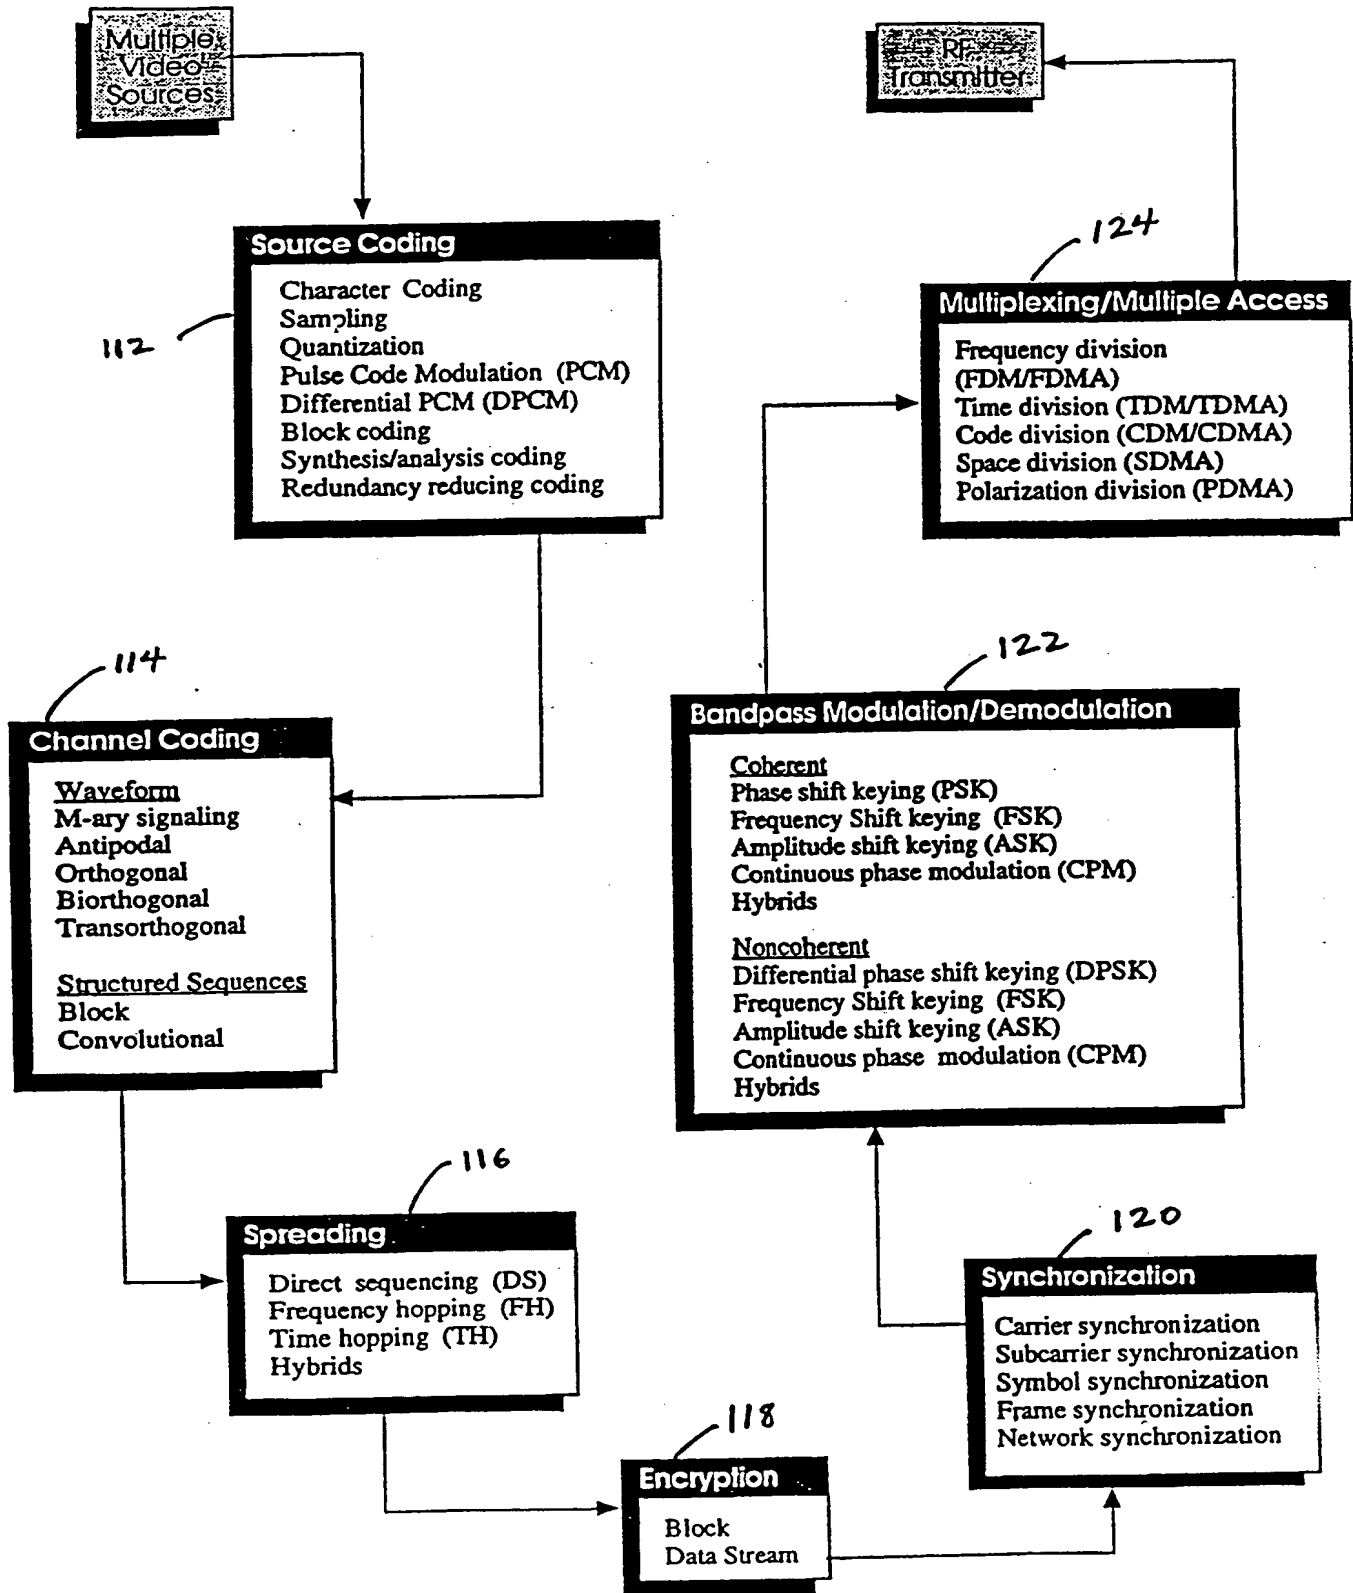 Multiple
Video
Sources
RF
Transmitter
Source Coding
Character Coding
Sampling
Quantization
Pulse Code Modulation (PCM)
Differential PCM (DPCM)
Block coding
Synthesis/analysis coding
Redundancy reducing coding
112
124
Multiplexing/Multiple Access
Frequency division
(FDM/FDMA)
Time division (TDM/TDMA)
Code division (CDM/CDMA)
Space division (SDMA)
Polarization division (PDMA)
114
Channel Coding
Waveform
M-ary signaling
Antipodal
Orthogonal
Biorthogonal
Transorthogonal
Structured Sequences
Block
Convolutional
122
Bandpass Modulation/Demodulation
Coherent
Phase shift keying (PSK)
Frequency Shift keying (FSK)
Amplitude shift keying (ASK)
Continuous phase modulation (CPM)
Hybrids
Noncoherent
Differential phase shift keying (DPSK)
Frequency Shift keying (FSK)
Amplitude shift keying (ASK)
Continuous phase modulation (CPM)
Hybrids
116
Spreading
Direct sequencing (DS)
Frequency hopping (FH)
Time hopping (TH)
Hybrids
120
Synchronization
Carrier synchronization
Subcarrier synchronization
Symbol synchronization
Frame synchronization
Network synchronization
118
Encryption
Block
Data Stream